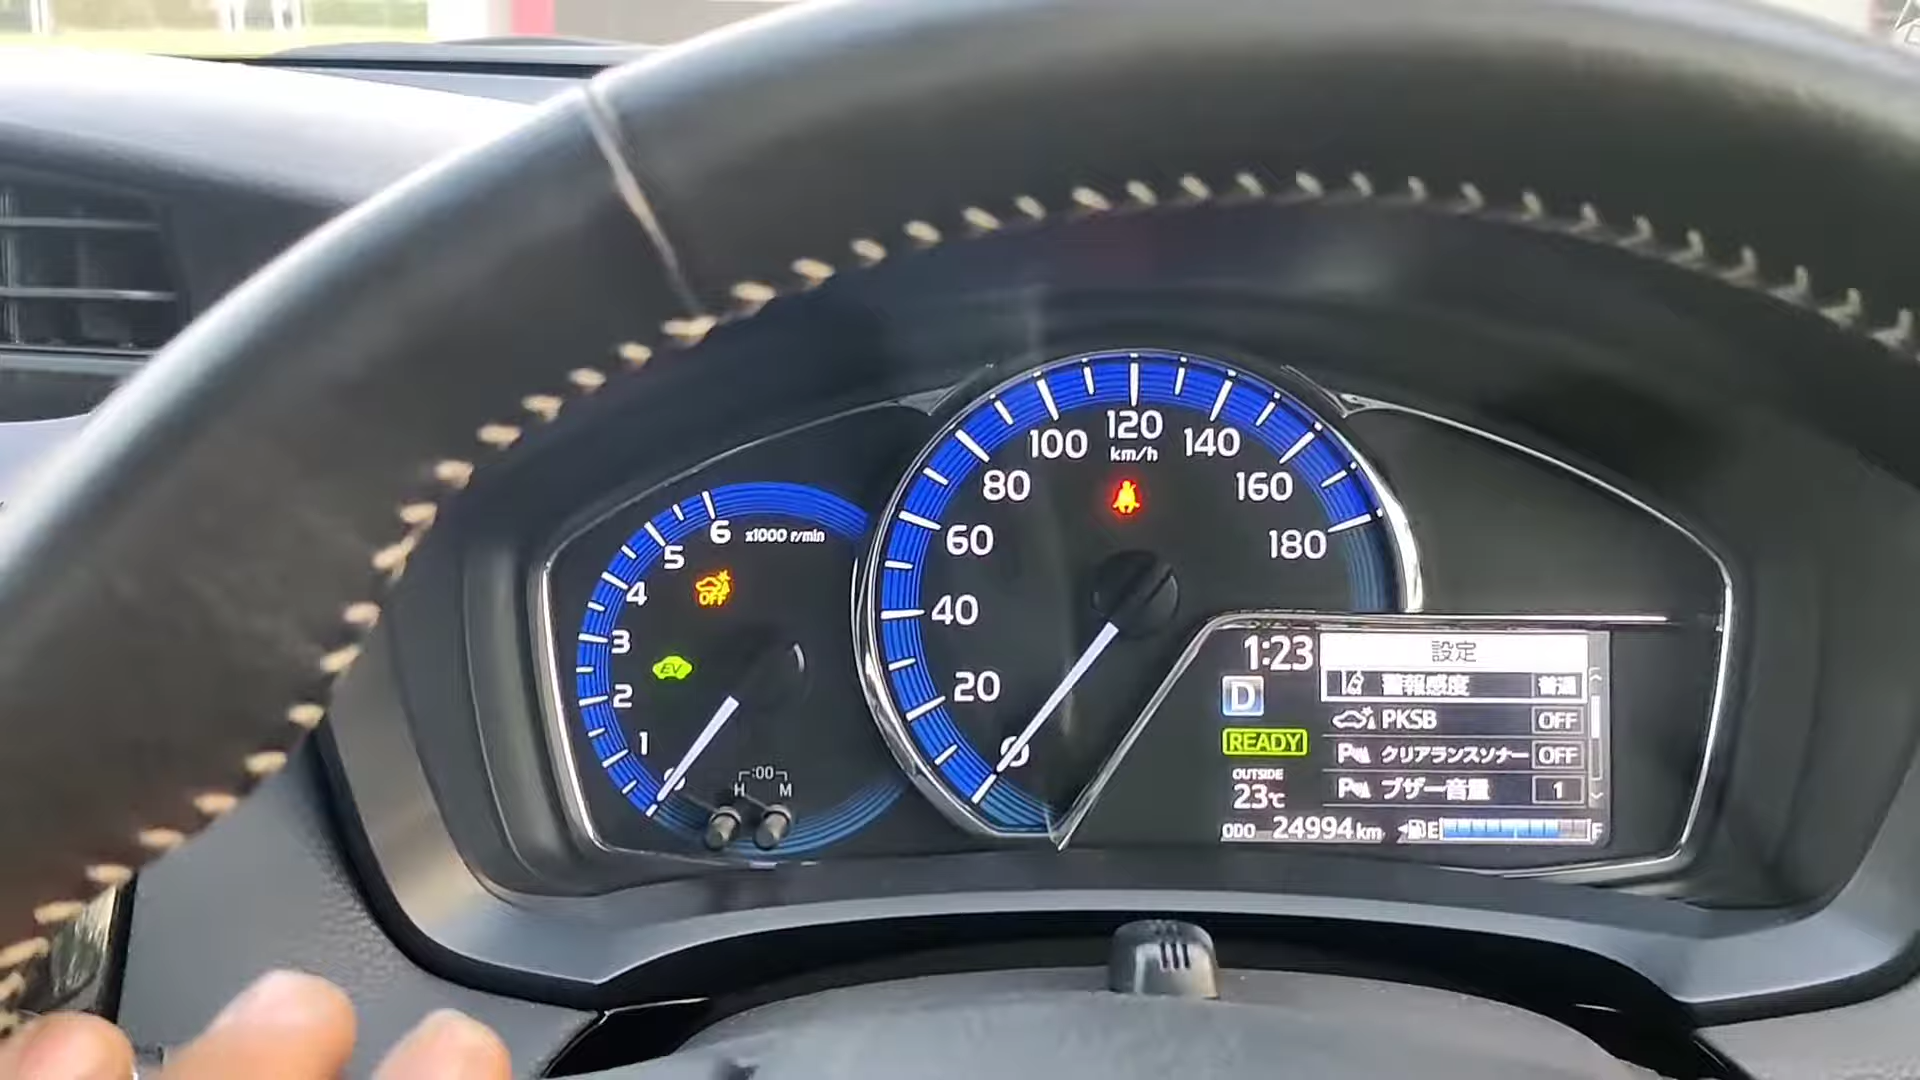 6 x1000 r/min
5
4
3
2
1
OFF
EV
:00
H M
120
km/h
100 140
80 160
60 180
40
20
0
1:23
設定
D
警報感度 普通
PKSB OFF
READY
クリアランスソナー OFF
OUTSIDE
23℃
ブザー音量 1
ODO 24994 km
E F